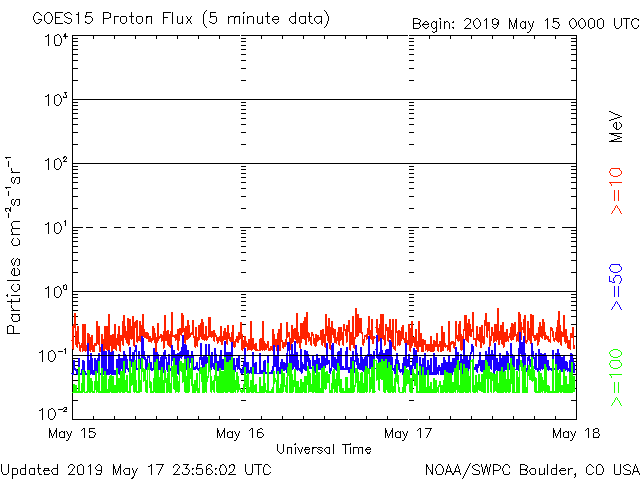 GOES15 Proton Flux (5 minute data)
Begin: 2019 May 15 0000 UTC
10⁴
10³
10²
10¹
10⁰
10⁻¹
10⁻²
Particles cm⁻²s⁻¹sr⁻¹
MeV
>=10
>=50
>=100
May 15
May 16
May 17
May 18
Universal Time
Updated 2019 May 17 23:56:02 UTC
NOAA/SWPC Boulder, CO USA